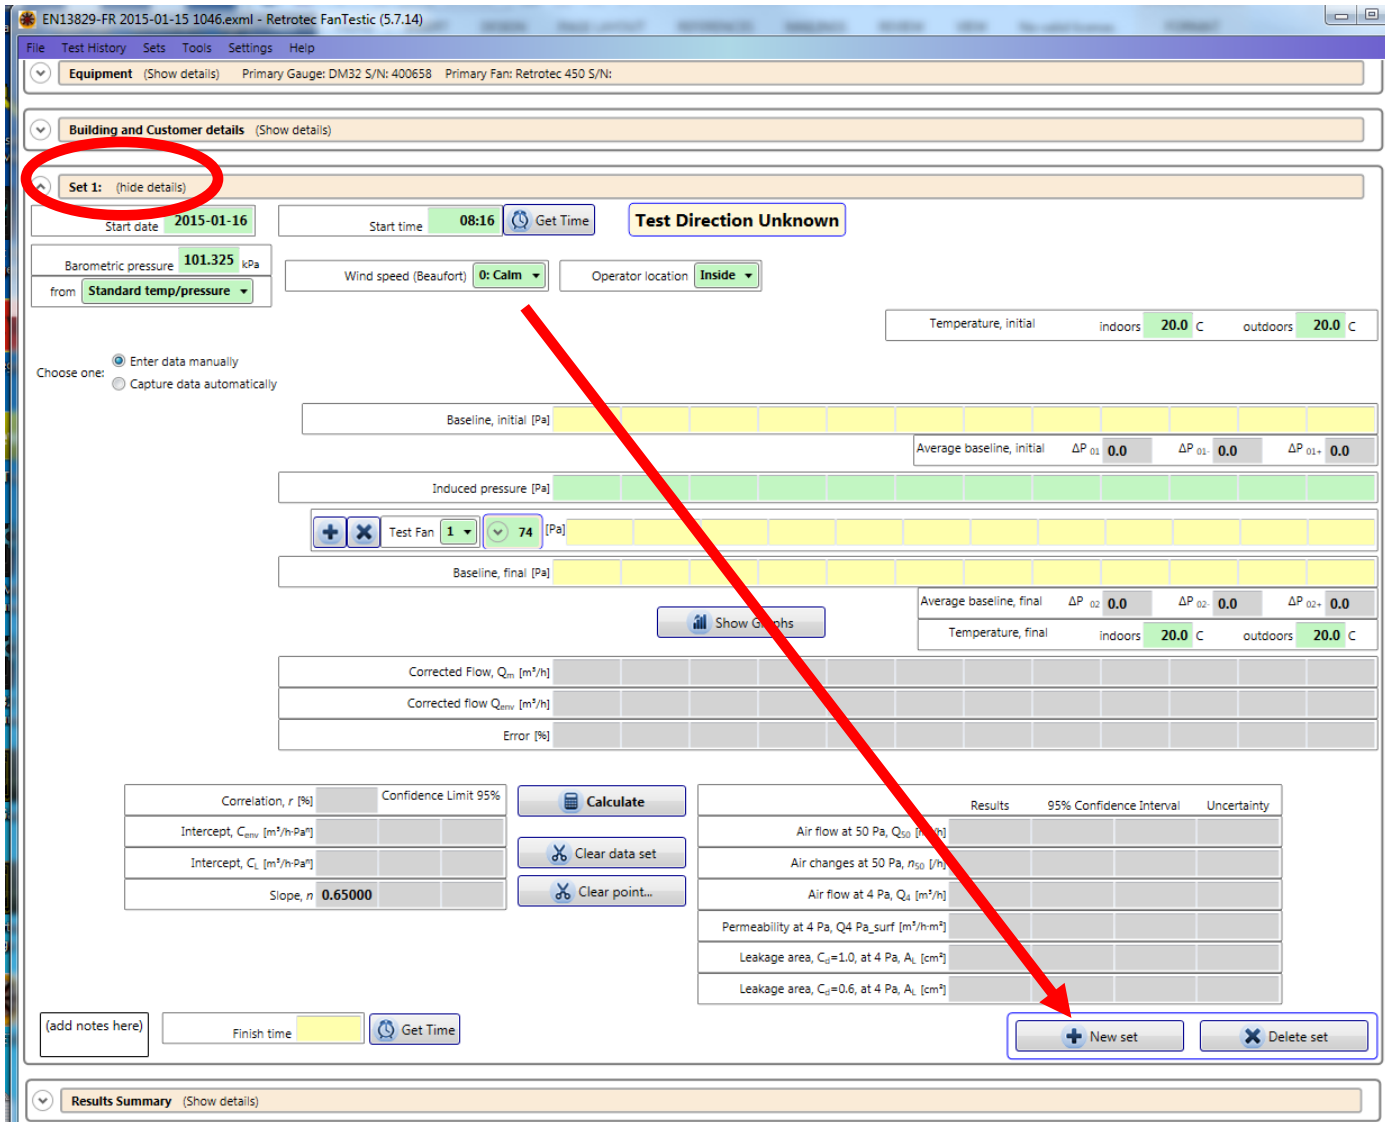 EN13829-FR 2015-01-15 1046.exml - Retrotec FanTestic (5.7.14)
File Test History Sets Tools Settings Help
Equipment (Show details) Primary Gauge: DM32 S/N: 400658 Primary Fan: Retrotec 450 S/N:
Building and Customer details (Show details)
Set 1: (hide details)
Start date 2015-01-16 Start time 08:16 Get Time Test Direction Unknown
Barometric pressure 101.325 kPa
from Standard temp/pressure
Wind speed (Beaufort) 0: Calm Operator location Inside
Temperature, initial indoors 20.0 C outdoors 20.0 C
Choose one:
Enter data manually
Capture data automatically
Baseline, initial [Pa]
Average baseline, initial ΔP 01 0.0 ΔP 01- 0.0 ΔP 01+ 0.0
Induced pressure [Pa]
Test Fan 1 74 [Pa]
Baseline, final [Pa]
Average baseline, final ΔP 02 0.0 ΔP 02- 0.0 ΔP 02+ 0.0
Show Graphs
Temperature, final indoors 20.0 C outdoors 20.0 C
Corrected Flow, Qm [m³/h]
Corrected flow Qenv [m³/h]
Error [%]
Correlation, r [%] Confidence Limit 95%
Intercept, Cenv [m³/h·Paⁿ]
Intercept, CL [m³/h·Paⁿ]
Slope, n 0.65000
Calculate
Clear data set
Clear point...
Results 95% Confidence Interval Uncertainty
Air flow at 50 Pa, Q50 [m³/h]
Air changes at 50 Pa, n50 [/h]
Air flow at 4 Pa, Q4 [m³/h]
Permeability at 4 Pa, Q4 Pa_surf [m³/h·m²]
Leakage area, Cd=1.0, at 4 Pa, AL [cm²]
Leakage area, Cd=0.6, at 4 Pa, AL [cm²]
(add notes here)
Finish time Get Time
New set Delete set
Results Summary (Show details)